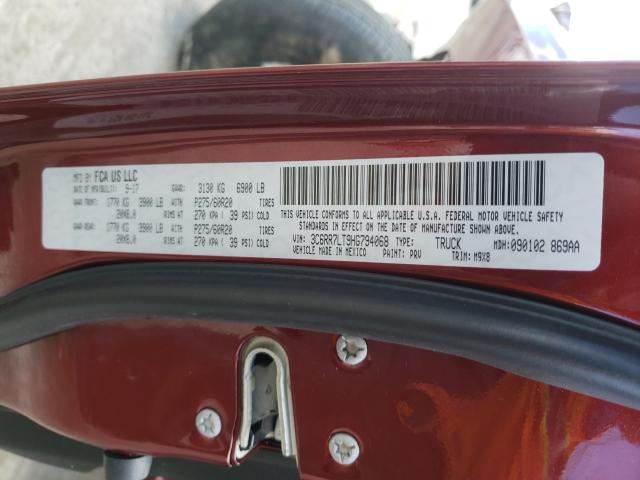 MFD BY FCA US LLC
DATE OF MFR(BUILT): 9-17 GAWR: 3130 KG 6900 LB
GAWR FRONT: 1770 KG 3900 LB WITH P275/60R20 TIRES
20X8.0 RIMS AT 270 KPA( 39 PSI) COLD
GAWR REAR: 1770 KG 3900 LB WITH P275/60R20 TIRES
20X8.0 RIMS AT 270 KPA( 39 PSI) COLD
THIS VEHICLE CONFORMS TO ALL APPLICABLE U.S.A. FEDERAL MOTOR VEHICLE SAFETY
STANDARDS IN EFFECT ON THE DATE OF MANUFACTURE SHOWN ABOVE.
VIN: 3C6RR7LT9HG794068 TYPE: TRUCK MDH: 090102 869AA
VEHICLE MADE IN MEXICO PAINT: PRV TRIM: M9X8